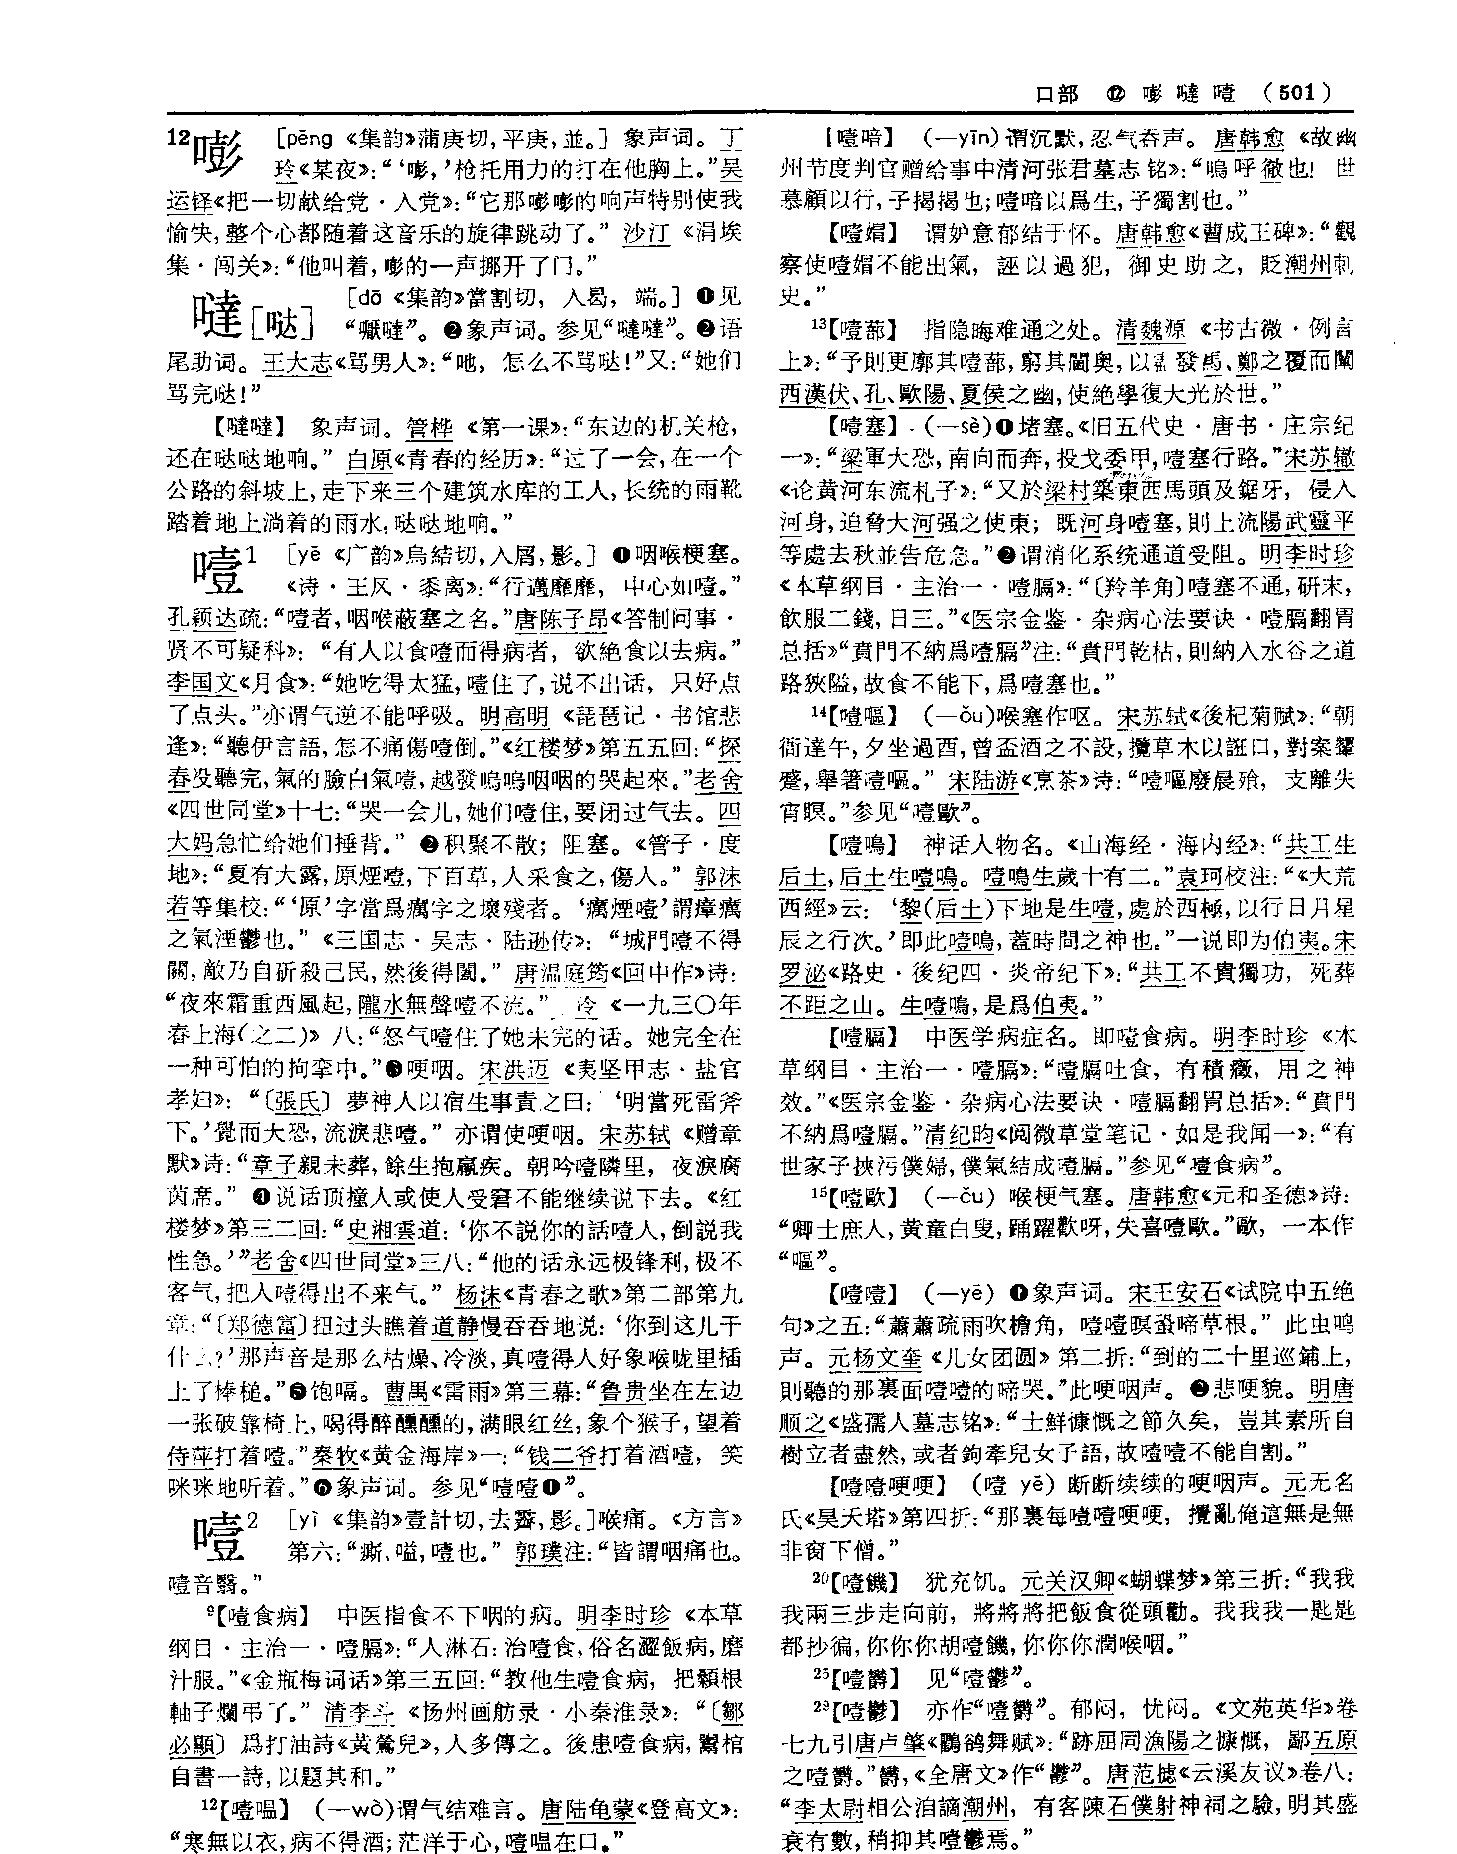 口部 ⑫ 嘭 噠 噎 （501）
12嘭 [pēng《集韵》蒲庚切,平庚,並。] 象声词。丁
玲《某夜》：“‘嘭,’枪托用力的打在他胸上。”吴
运铎《把一切献给党·入党》：“它那嘭嘭的响声特别使我
愉快,整个心都随着这音乐的旋律跳动了。” 沙汀《涓埃
集·闯关》：“他叫着,嘭的一声挪开了门。”
噠[哒] [dā《集韵》當割切，入曷，端。] ❶见
“嚈噠”。❷象声词。参见“噠噠”。❷语
尾助词。王大志《骂男人》：“吔，怎么不骂哒！”又：“她们
骂完哒！”
【噠噠】 象声词。管桦《第一课》：“东边的机关枪，
还在哒哒地响。” 白原《青春的经历》：“过了一会,在一个
公路的斜坡上,走下来三个建筑水库的工人,长统的雨靴
踏着地上淌着的雨水,哒哒地响。”
噎1 [yē《广韵》烏結切,入屑,影。] ❶咽喉梗塞。
《诗·王风·黍离》：“行邁靡靡，中心如噎。”
孔颖达疏：“噎者,咽喉蔽塞之名。”唐陈子昂《答制问事·
贤不可疑科》：“有人以食噎而得病者，欲絶食以去病。”
李国文《月食》：“她吃得太猛,噎住了,说不出话，只好点
了点头。”亦谓气逆不能呼吸。明高明《琵琶记·书馆悲
逢》：“聽伊言語,怎不痛傷噎倒。”《红楼梦》第五五回：“探
春没聽完,氣的臉白氣噎,越發嗚嗚咽咽的哭起來。”老舍
《四世同堂》十七：“哭一会儿,她们噎住,要闭过气去。四
大妈急忙给她们捶背。” ❷积聚不散；阻塞。《管子·度
地》：“夏有大露,原煙噎,下百草,人采食之,傷人。” 郭沫
若等集校：“‘原’字當爲癘字之壞殘者。‘癘煙噎’謂瘴癘
之氣湮鬱也。”《三国志·吴志·陆逊传》：“城門噎不得
關,敵乃自斫殺己民,然後得闔。” 唐温庭筠《回中作》诗：
“夜來霜重西風起,隴水無聲噎不流。” 冷《一九三〇年
春上海(之二)》八：“怒气噎住了她未完的话。她完全在
一种可怕的拘挛中。”❸哽咽。宋洪迈《夷坚甲志·盐官
孝妇》：“〔張氏〕夢神人以宿生事責之曰：‘明當死雷斧
下。’覺而大恐,流淚悲噎。” 亦谓使哽咽。宋苏轼《赠章
默》诗：“章子親未葬,餘生抱羸疾。朝吟噎隣里，夜淚腐
茵席。” ❹说话顶撞人或使人受窘不能继续说下去。《红
楼梦》第三二回：“史湘雲道：‘你不説你的話噎人,倒説我
性急。’”老舍《四世同堂》三八：“他的话永远极锋利,极不
客气,把人噎得出不来气。” 杨沫《青春之歌》第二部第九
章：“〔郑德富〕扭过头瞧着道静慢吞吞地说：‘你到这儿干
什么?’那声音是那么枯燥、冷淡,真噎得人好象喉咙里插
上了棒槌。”❺饱嗝。曹禺《雷雨》第三幕：“鲁贵坐在左边
一张破靠椅上,喝得醉醺醺的,满眼红丝,象个猴子,望着
侍萍打着噎。”秦牧《黄金海岸》一：“钱二爷打着酒噎，笑
咪咪地听着。”❻象声词。参见“噎噎❶”。
噎2 [yì《集韵》壹計切,去霽,影。]喉痛。《方言》
第六：“嘶、嗌,噎也。” 郭璞注：“皆謂咽痛也。
噎音翳。”
9【噎食病】 中医指食不下咽的病。明李时珍《本草
纲目·主治一·噎膈》：“人淋石：治噎食,俗名澀飯病,磨
汁服。”《金瓶梅词话》第三五回：“教他生噎食病，把顙根
軸子爛吊了。” 清李斗《扬州画舫录·小秦淮录》：“〔鄒
必顯〕爲打油詩《黄鶯兒》,人多傳之。後患噎食病,鬻棺
自書一詩,以題其和。”
12【噎嗢】 (一wà)谓气结难言。唐陆龟蒙《登高文》：
“寒無以衣,病不得酒；茫洋于心,噎嗢在口。”
【噎喑】 (一yīn)谓沉默,忍气吞声。唐韩愈《故幽
州节度判官赠给事中清河张君墓志铭》：“嗚呼徹也！世
慕顧以行,子揭揭也；噎喑以爲生,子獨割也。”
【噎媢】 谓妒意郁结于怀。唐韩愈《曹成王碑》：“觀
察使噎媢不能出氣，誣以過犯，御史助之，貶潮州刺
史。”
13【噎蔀】 指隐晦难通之处。清魏源《书古微·例言
上》：“予則更廓其噎蔀,窮其閫奥,以 發馬、鄭之覆而闡
西漢伏、孔、歐陽、夏侯之幽,使絶學復大光於世。”
【噎塞】 (一sè)❶堵塞。《旧五代史·唐书·庄宗纪
一》：“梁軍大恐,南向而奔,投戈委甲,噎塞行路。”宋苏辙
《论黄河东流札子》：“又於梁村築東西馬頭及鋸牙，侵入
河身,迫脅大河强之使東；既河身噎塞,則上流陽武靈平
等處去秋並告危急。”❷谓消化系统通道受阻。明李时珍
《本草纲目·主治一·噎膈》：“〔羚羊角〕噎塞不通,研末，
飲服二錢,日三。”《医宗金鉴·杂病心法要诀·噎膈翻胃
总括》“賁門不納爲噎膈”注：“賁門乾枯,則納入水谷之道
路狹隘,故食不能下,爲噎塞也。”
14【噎嘔】 (一ǒu)喉塞作呕。宋苏轼《後杞菊赋》：“朝
衙達午,夕坐過酉,曾盃酒之不設,攬草木以誑口,對案顰
蹙,舉箸噎嘔。” 宋陆游《烹茶》诗：“噎嘔廢晨飱，支離失
宵暝。”参见“噎歐”。
【噎鳴】 神话人物名。《山海经·海内经》：“共工生
后土,后土生噎鳴。噎鳴生歲十有二。”袁珂校注：“《大荒
西經》云：‘黎(后土)下地是生噎,處於西極,以行日月星
辰之行次。’即此噎鳴,蓋時間之神也。”一说即为伯夷。宋
罗泌《路史·後纪四·炎帝纪下》：“共工不貴獨功，死葬
不距之山。生噎鳴,是爲伯夷。”
【噎膈】 中医学病症名。即噎食病。明李时珍《本
草纲目·主治一·噎膈》：“噎膈吐食，有積癥，用之神
效。”《医宗金鉴·杂病心法要诀·噎膈翻胃总括》：“賁門
不納爲噎膈。”清纪昀《阅微草堂笔记·如是我闻一》：“有
世家子挾污僕婦,僕氣結成噎膈。”参见“噎食病”。
15【噎歐】 (一ǒu) 喉梗气塞。唐韩愈《元和圣德》诗：
“卿士庶人,黄童白叟,踊躍歡呀,失喜噎歐。”歐，一本作
“嘔”。
【噎噎】 (一yē) ❶象声词。宋王安石《试院中五绝
句》之五：“蕭蕭疏雨吹檐角，噎噎暝蛩啼草根。” 此虫鸣
声。元杨文奎《儿女团圆》第二折：“到的二十里巡鋪上，
則聽的那裏面噎噎的啼哭。”此哽咽声。❷悲哽貌。明唐
顺之《盛孺人墓志铭》：“士鮮慷慨之節久矣，豈其素所自
樹立者盡然,或者鉤牽兒女子語,故噎噎不能自割。”
【噎噎哽哽】 (噎 yē) 断断续续的哽咽声。元无名
氏《昊天塔》第四折：“那裏每噎噎哽哽，攪亂俺這無是無
非窗下僧。”
20【噎饑】 犹充饥。元关汉卿《蝴蝶梦》第三折：“我我
我兩三步走向前，將將將把飯食從頭勸。我我我一匙匙
都抄徧,你你你胡噎饑,你你你潤喉咽。”
25【噎欝】 见“噎鬱”。
29【噎鬱】 亦作“噎欝”。郁闷，忧闷。《文苑英华》卷
七九引唐卢肇《鸜鹆舞赋》：“跡屈同漁陽之慷慨，鄙五原
之噎欝。”欝,《全唐文》作“鬱”。唐范摅《云溪友议》卷八：
“李太尉相公洎謫潮州，有客陳石僕射神祠之驗,明其盛
衰有數,稍抑其噎鬱焉。”